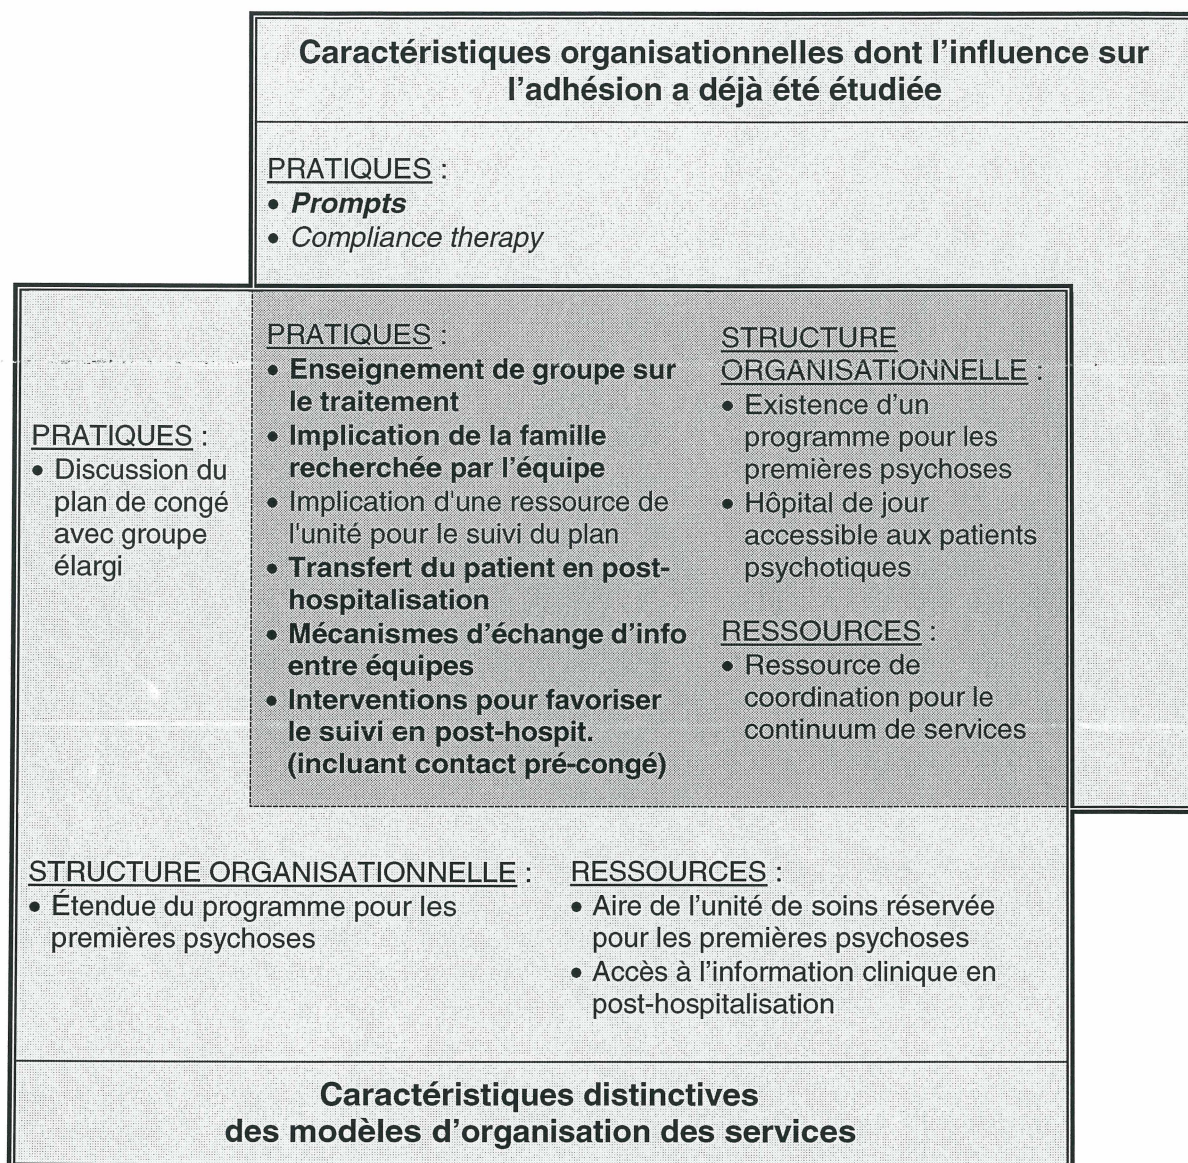 Caractéristiques organisationnelles dont l'influence sur
l'adhésion a déjà été étudiée
PRATIQUES :
• Prompts
• Compliance therapy
PRATIQUES :
• Discussion du
plan de congé
avec groupe
élargi
PRATIQUES :
• Enseignement de groupe sur
le traitement
• Implication de la famille
recherchée par l'équipe
• Implication d'une ressource de
l'unité pour le suivi du plan
• Transfert du patient en post-
hospitalisation
• Mécanismes d'échange d'info
entre équipes
• Interventions pour favoriser
le suivi en post-hospit.
(incluant contact pré-congé)
STRUCTURE
ORGANISATIONNELLE :
• Existence d'un
programme pour les
premières psychoses
• Hôpital de jour
accessible aux patients
psychotiques
RESSOURCES :
• Ressource de
coordination pour le
continuum de services
STRUCTURE ORGANISATIONNELLE :
• Étendue du programme pour les
premières psychoses
RESSOURCES :
• Aire de l'unité de soins réservée
pour les premières psychoses
• Accès à l'information clinique en
post-hospitalisation
Caractéristiques distinctives
des modèles d'organisation des services